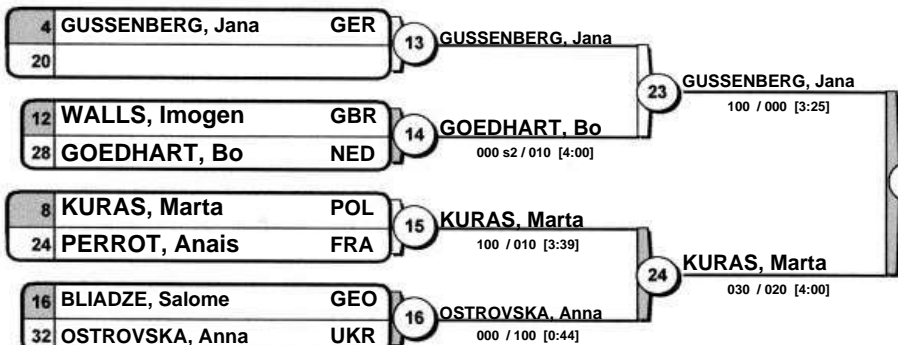 4 GUSSENBERG, Jana GER
20
13
GUSSENBERG, Jana
12 WALLS, Imogen GBR
28 GOEDHART, Bo NED
14
GOEDHART, Bo
000 s2 / 010 [4:00]
23
GUSSENBERG, Jana
100 / 000 [3:25]
8 KURAS, Marta POL
24 PERROT, Anais FRA
15
KURAS, Marta
100 / 010 [3:39]
16 BLIADZE, Salome GEO
32 OSTROVSKA, Anna UKR
16
OSTROVSKA, Anna
000 / 100 [0:44]
24
KURAS, Marta
030 / 020 [4:00]